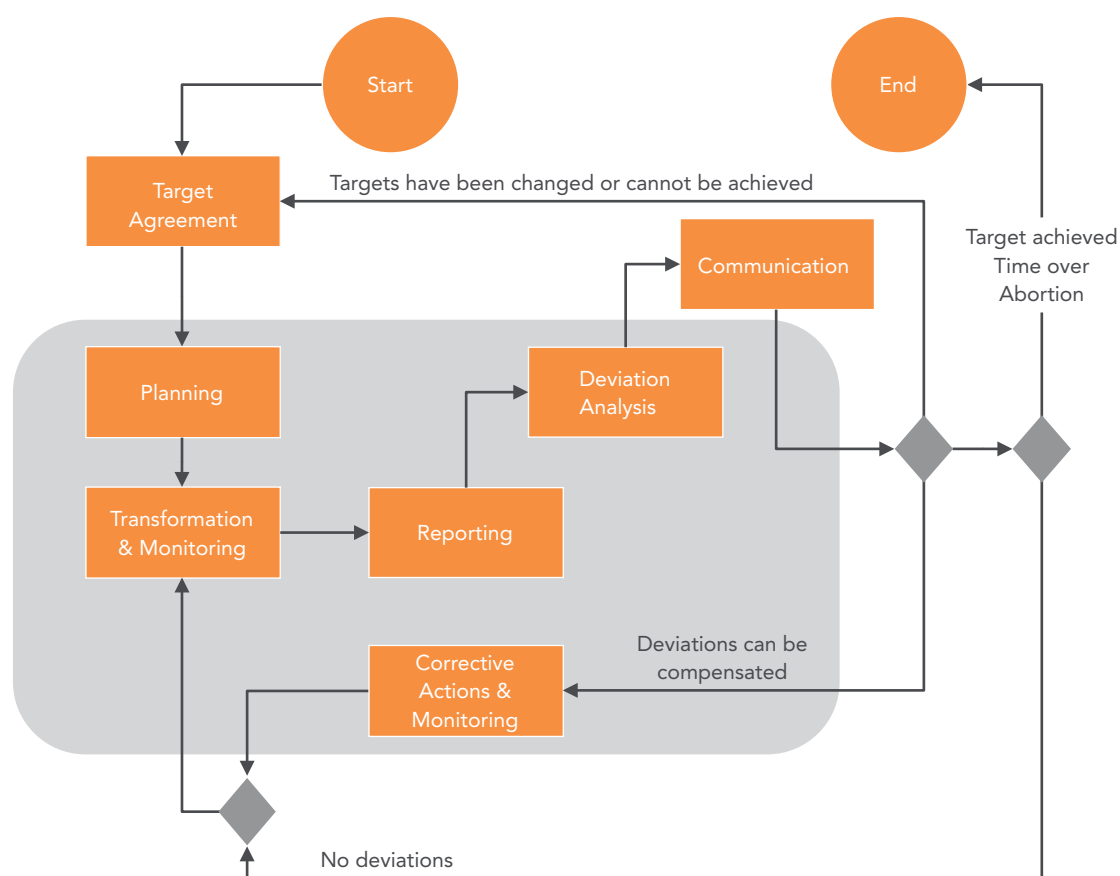 Start
End
Target
Agreement
Targets have been changed or cannot be achieved
Communication
Target achieved
Time over
Abortion
Planning
Deviation
Analysis
Transformation
& Monitoring
Reporting
Deviations can be
compensated
Corrective
Actions &
Monitoring
No deviations